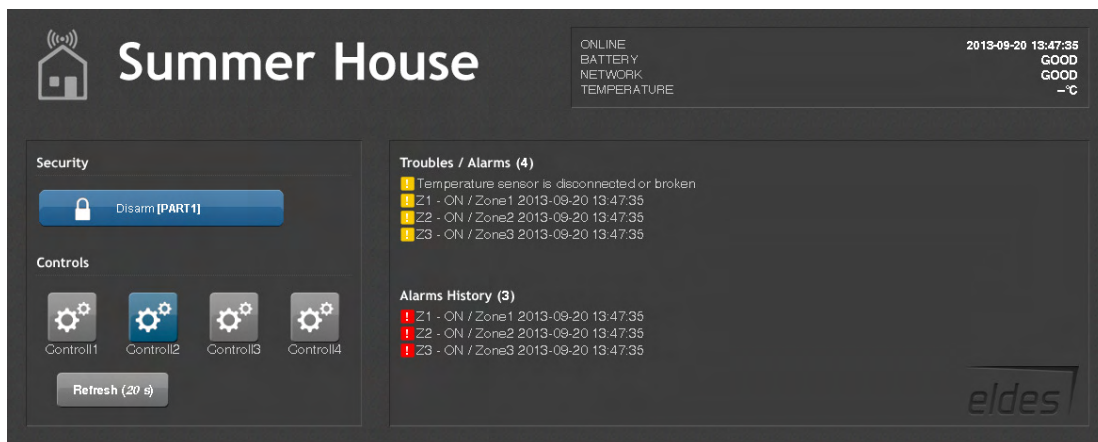 Summer House
ONLINE 2013-09-20 13:47:35
BATTERY GOOD
NETWORK GOOD
TEMPERATURE –°C
Security
Disarm [PART1]
Controls
Controll1 Controll2 Controll3 Controll4
Refresh (20 s)
Troubles / Alarms (4)
! Temperature sensor is disconnected or broken
! Z1 - ON / Zone1 2013-09-20 13:47:35
! Z2 - ON / Zone2 2013-09-20 13:47:35
! Z3 - ON / Zone3 2013-09-20 13:47:35
Alarms History (3)
! Z1 - ON / Zone1 2013-09-20 13:47:35
! Z2 - ON / Zone2 2013-09-20 13:47:35
! Z3 - ON / Zone3 2013-09-20 13:47:35
eldes